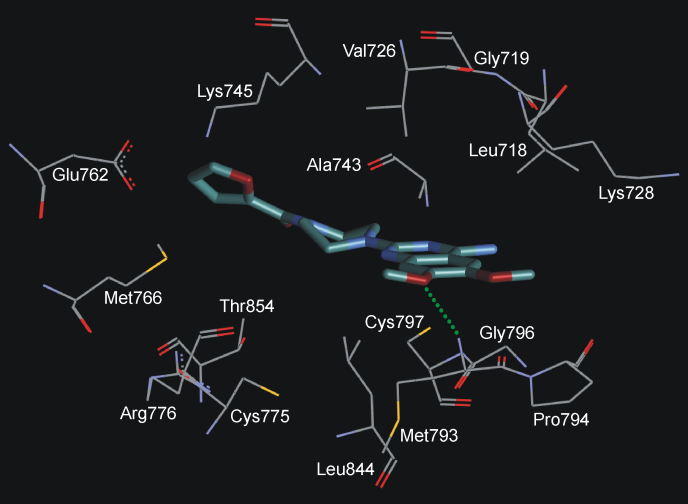 Val726
Gly719
Lys745
Leu718
Ala743
Glu762
Lys728
Met766
Thr854
Cys797
Gly796
Arg776
Cys775
Pro794
Met793
Leu844